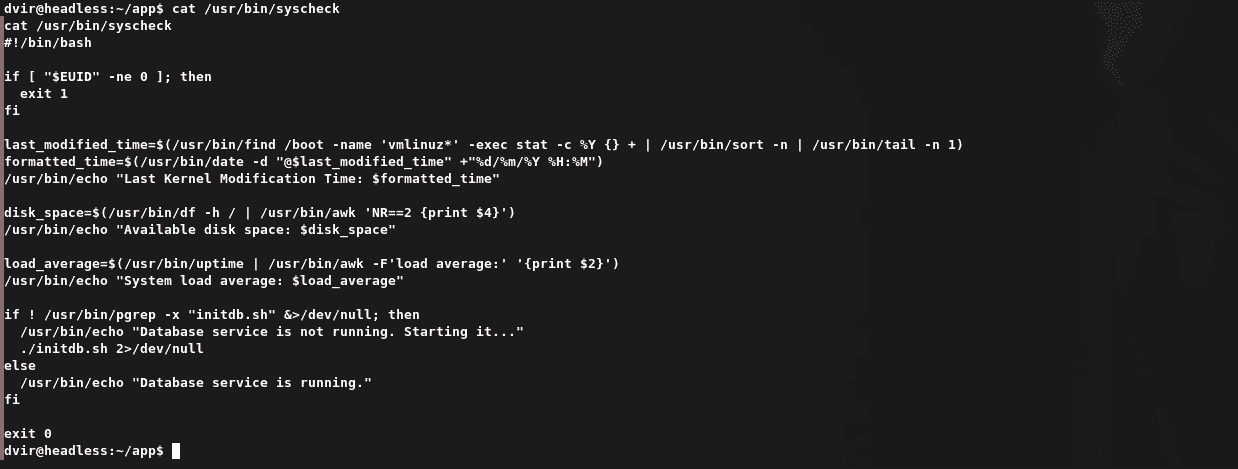 dvir@headless:~/app$ cat /usr/bin/syscheck
cat /usr/bin/syscheck
#!/bin/bash

if [ "$EUID" -ne 0 ]; then
  exit 1
fi

last_modified_time=$(/usr/bin/find /boot -name 'vmlinuz*' -exec stat -c %Y {} + | /usr/bin/sort -n | /usr/bin/tail -n 1)
formatted_time=$(/usr/bin/date -d "@$last_modified_time" +"%d/%m/%Y %H:%M")
/usr/bin/echo "Last Kernel Modification Time: $formatted_time"

disk_space=$(/usr/bin/df -h / | /usr/bin/awk 'NR==2 {print $4}')
/usr/bin/echo "Available disk space: $disk_space"

load_average=$(/usr/bin/uptime | /usr/bin/awk -F'load average:' '{print $2}')
/usr/bin/echo "System load average: $load_average"

if ! /usr/bin/pgrep -x "initdb.sh" &>/dev/null; then
  /usr/bin/echo "Database service is not running. Starting it..."
  ./initdb.sh 2>/dev/null
else
  /usr/bin/echo "Database service is running."
fi

exit 0
dvir@headless:~/app$